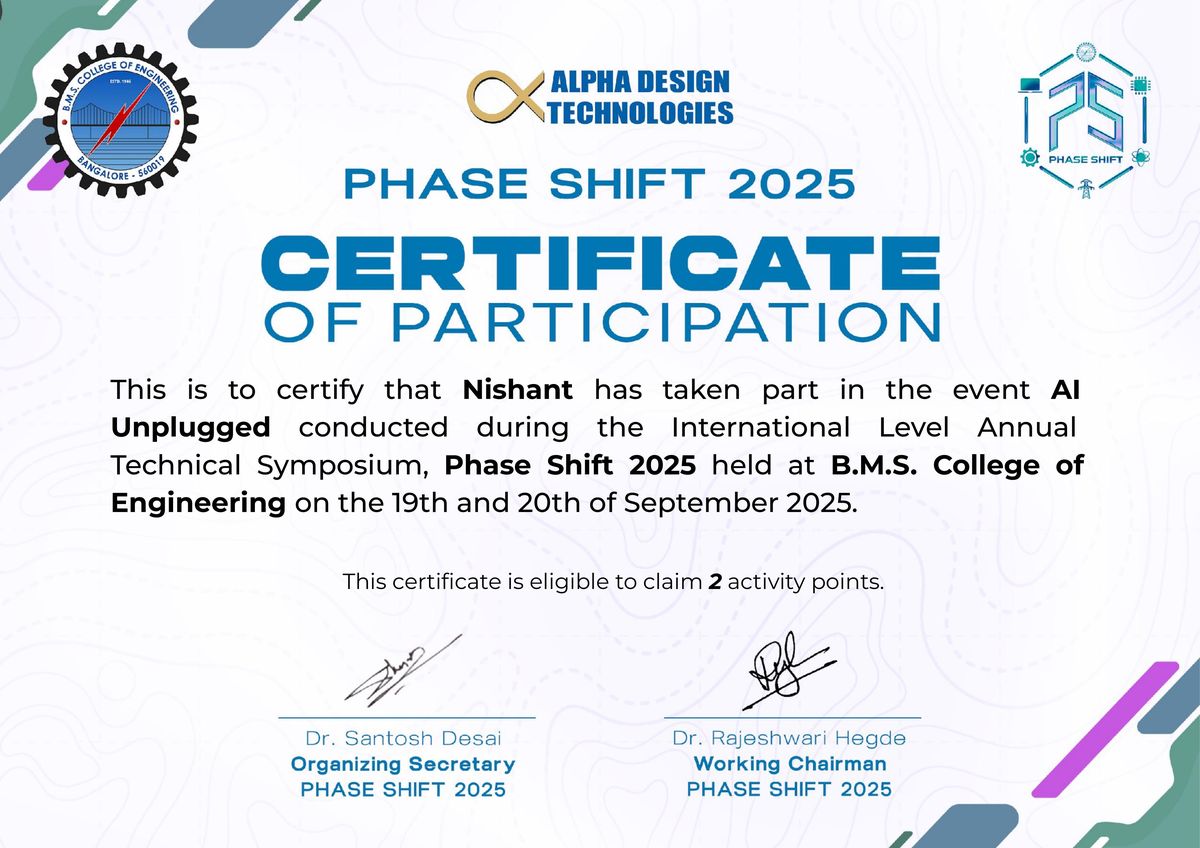 B.M.S. COLLEGE OF ENGINEERING
ESTD. 1946
BANGALORE - 560019
ALPHA DESIGN
TECHNOLOGIES
PS
PHASE SHIFT
PHASE SHIFT 2025
CERTIFICATE
OF PARTICIPATION
This is to certify that Nishant has taken part in the event AI
Unplugged conducted during the International Level Annual
Technical Symposium, Phase Shift 2025 held at B.M.S. College of
Engineering on the 19th and 20th of September 2025.
This certificate is eligible to claim 2 activity points.
Dr. Santosh Desai
Organizing Secretary
PHASE SHIFT 2025
Dr. Rajeshwari Hegde
Working Chairman
PHASE SHIFT 2025